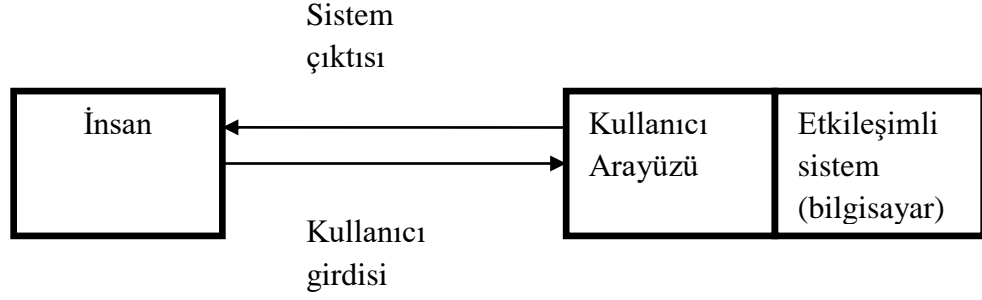 Sistem
çıktısı
İnsan
Kullanıcı
Arayüzü
Etkileşimli
sistem
(bilgisayar)
Kullanıcı
girdisi